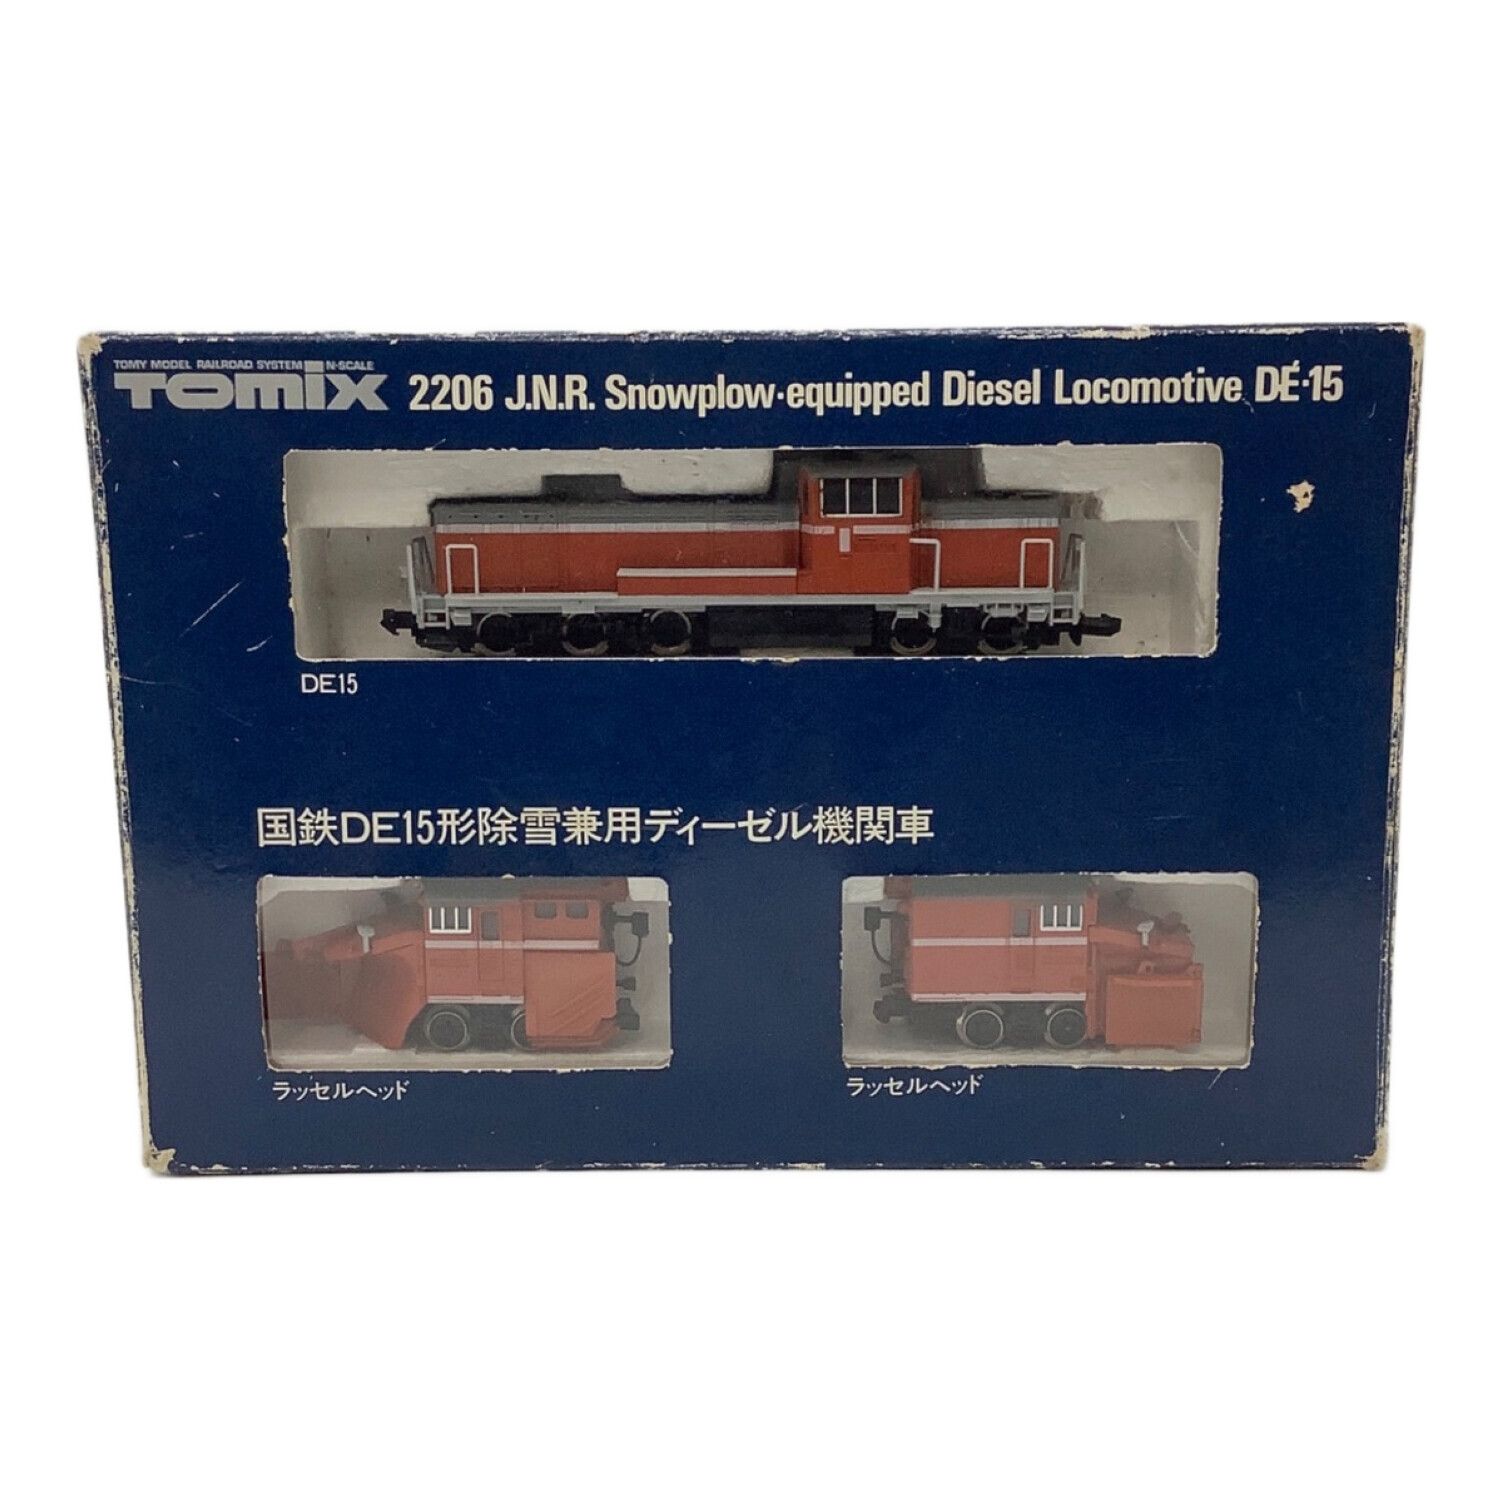 TOMY MODEL RAILROAD SYSTEM N-SCALE
TOMIX 2206 J.N.R. Snowplow-equipped Diesel Locomotive DE-15
DE15
国鉄DE15形除雪兼用ディーゼル機関車
ラッセルヘッド
ラッセルヘッド